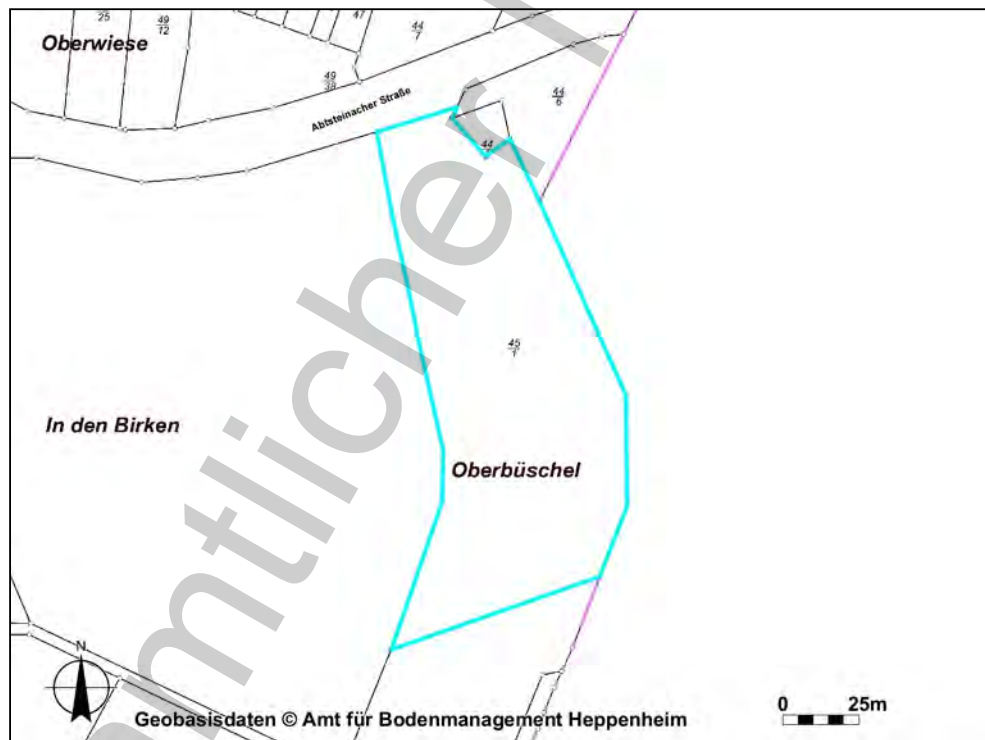 25
49
12
47
44
7
Oberwiese
49
38
Abtsteinacher Straße
44
6
44
45
1
In den Birken
Oberbüschel
N
Geobasisdaten © Amt für Bodenmanagement Heppenheim
0 25m
amtlicher